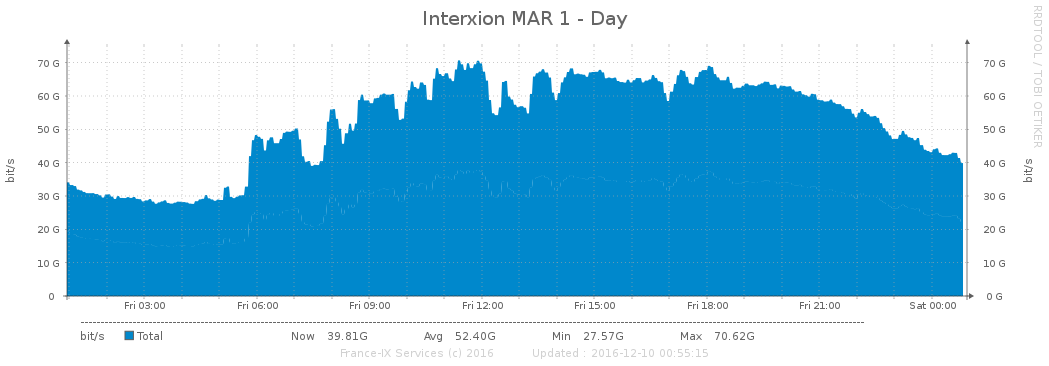 Interxion MAR 1 - Day
RRDTOOL / TOBI OETIKER
bit/s
70 G 70 G
60 G 60 G
50 G 50 G
40 G 40 G
30 G 30 G
20 G 20 G
10 G 10 G
0 0 G
bit/s
Fri 03:00 Fri 06:00 Fri 09:00 Fri 12:00 Fri 15:00 Fri 18:00 Fri 21:00 Sat 00:00
bit/s Total Now 39.81G Avg 52.40G Min 27.57G Max 70.62G
France-IX Services (c) 2016 Updated : 2016-12-10 00:55:15